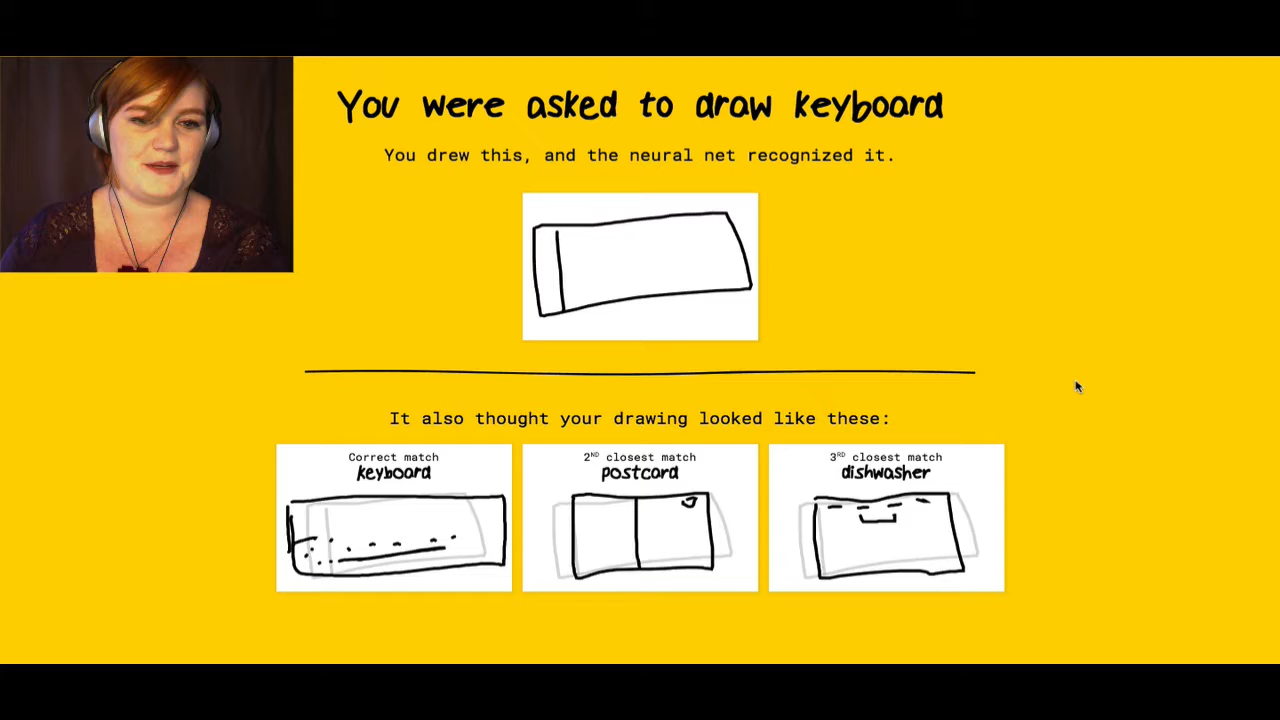 You were asked to draw keyboard
You drew this, and the neural net recognized it.
It also thought your drawing looked like these:
Correct match
keyboard
2ND closest match
postcard
3RD closest match
dishwasher